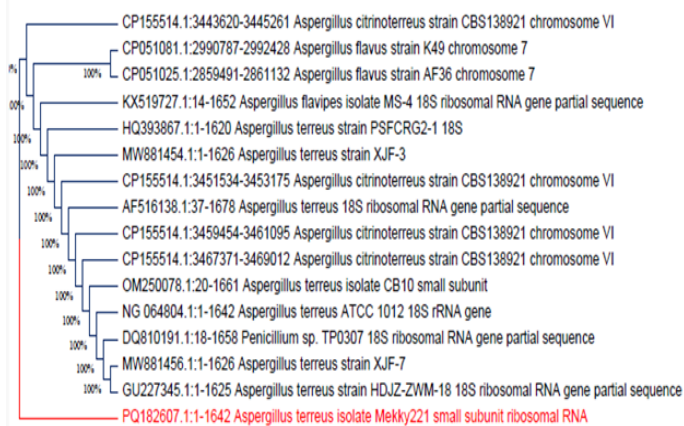 CP155514.1:3443620-3445261 Aspergillus citrinoterreus strain CBS138921 chromosome VI
CP051081.1:2990787-2992428 Aspergillus flavus strain K49 chromosome 7
100% CP051025.1:2859491-2861132 Aspergillus flavus strain AF36 chromosome 7
KX519727.1:14-1652 Aspergillus flavipes isolate MS-4 18S ribosomal RNA gene partial sequence
HQ393867.1:1-1620 Aspergillus terreus strain PSFCRG2-1 18S
100%
MW881454.1:1-1626 Aspergillus terreus strain XJF-3
100%
CP155514.1:3451534-3453175 Aspergillus citrinoterreus strain CBS138921 chromosome VI
100%
AF516138.1:37-1678 Aspergillus terreus 18S ribosomal RNA gene partial sequence
100%
CP155514.1:3459454-3461095 Aspergillus citrinoterreus strain CBS138921 chromosome VI
100%
CP155514.1:3467371-3469012 Aspergillus citrinoterreus strain CBS138921 chromosome VI
100%
OM250078.1:20-1661 Aspergillus terreus isolate CB10 small subunit
100%
NG 064804.1:1-1642 Aspergillus terreus ATCC 1012 18S rRNA gene
100%
DQ810191.1:18-1658 Penicillium sp. TP0307 18S ribosomal RNA gene partial sequence
100%
MW881456.1:1-1626 Aspergillus terreus strain XJF-7
100% GU227345.1:1-1625 Aspergillus terreus strain HDJZ-ZWM-18 18S ribosomal RNA gene partial sequence
PQ182607.1:1-1642 Aspergillus terreus isolate Mekky221 small subunit ribosomal RNA